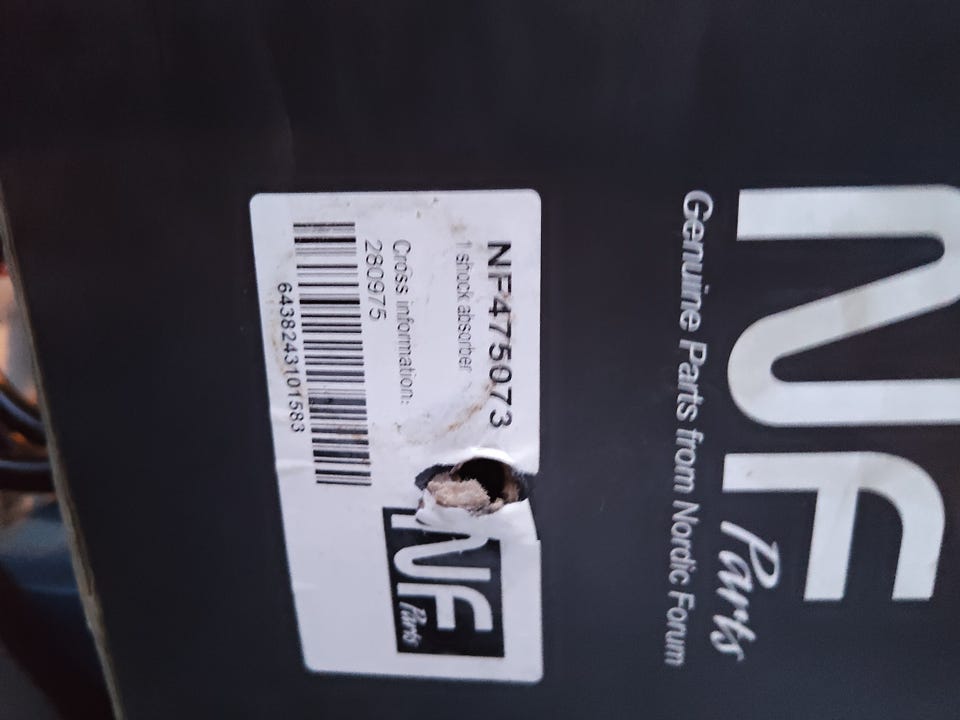 NF Parts
Genuine Parts from Nordic Forum
NF475073
1 shock absorber
Cross information:
280975
6438243101583
NF Parts